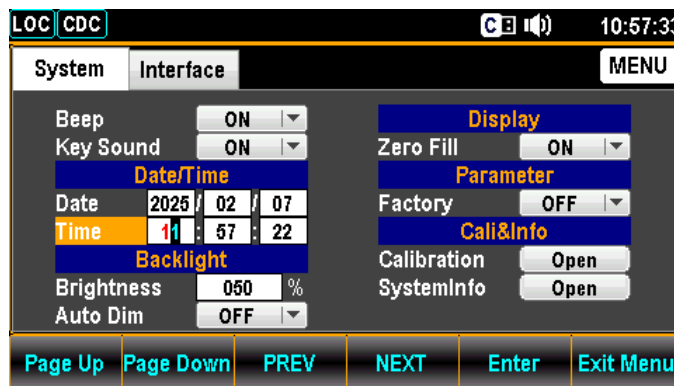 LOC CDC C 10:57:33
System Interface MENU
Beep ON Display
Key Sound ON Zero Fill ON
Date/Time Parameter
Date 2025 / 02 / 07 Factory OFF
Time 11 : 57 : 22 Cali&Info
Backlight Calibration Open
Brightness 050 % SystemInfo Open
Auto Dim OFF
Page Up Page Down PREV NEXT Enter Exit Menu